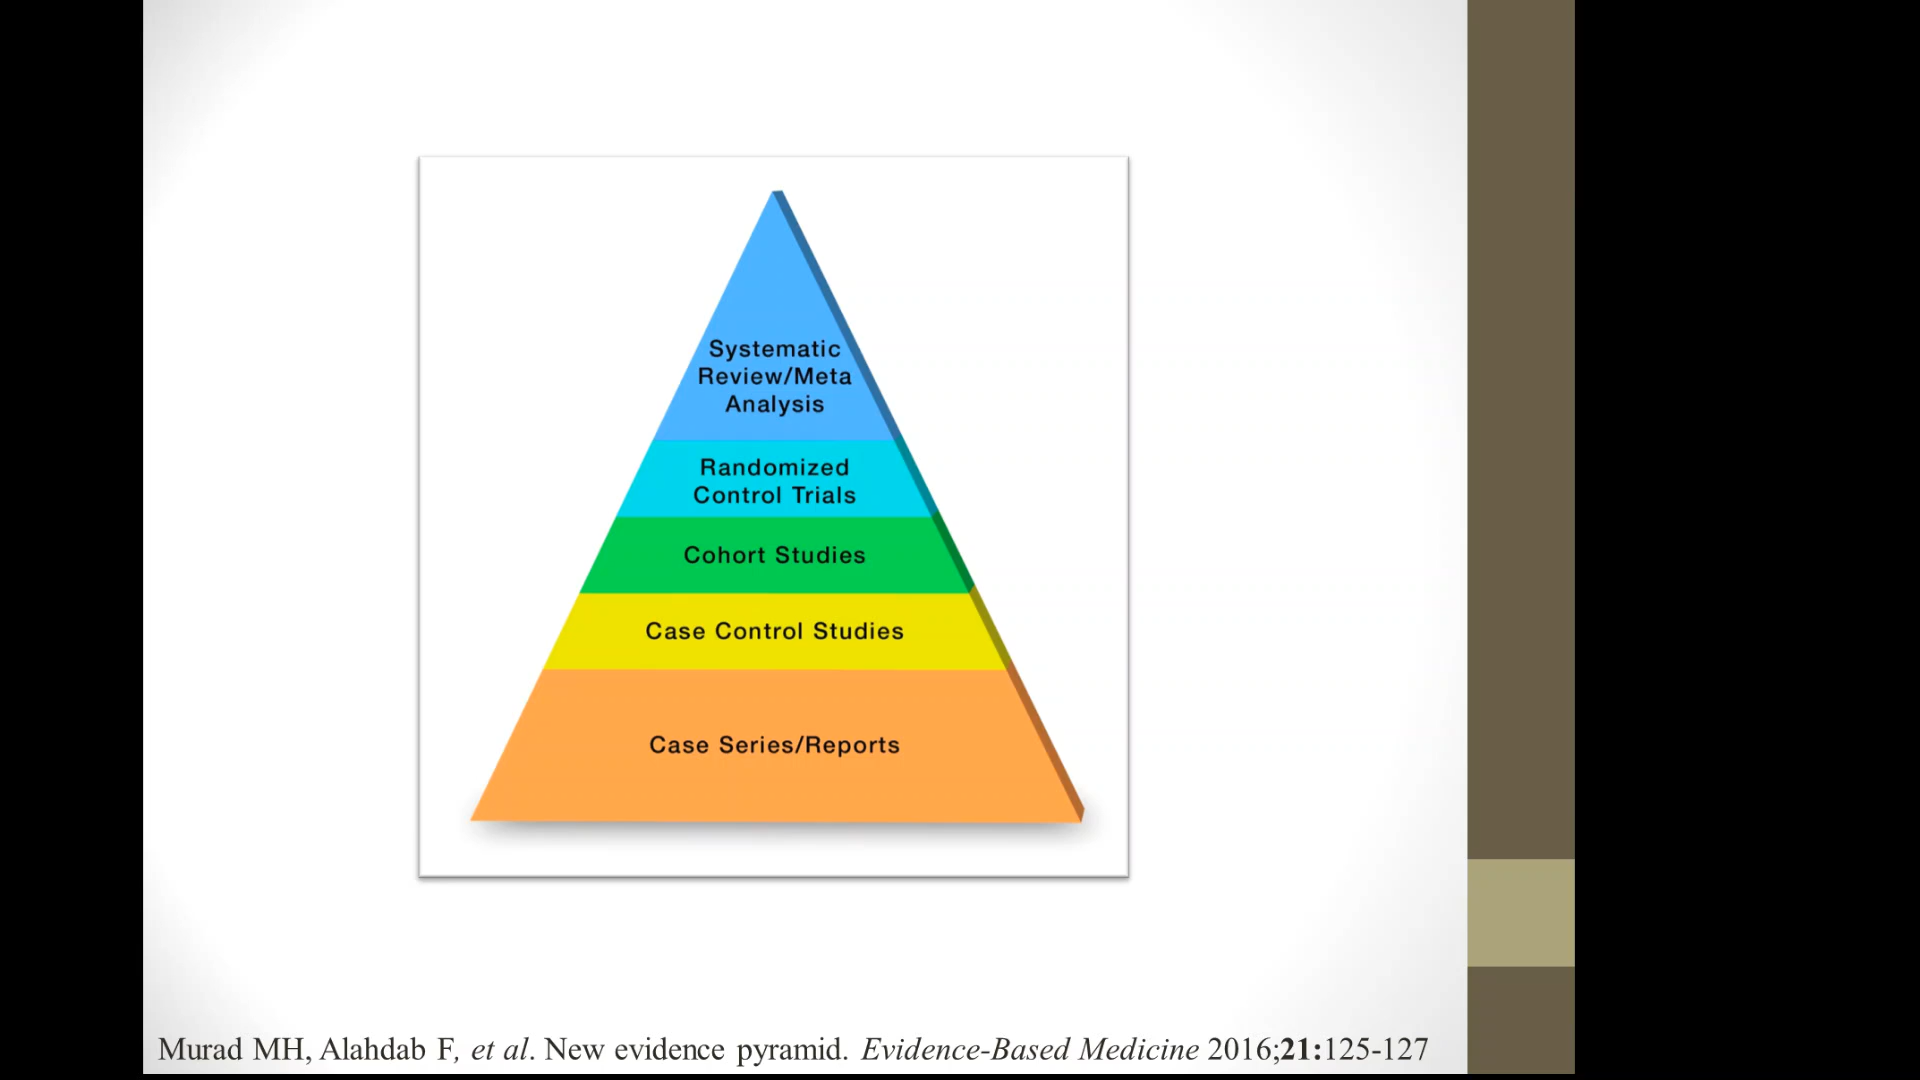 Systematic
Review/Meta
Analysis
Randomized
Control Trials
Cohort Studies
Case Control Studies
Case Series/Reports
Murad MH, Alahdab F, et al. New evidence pyramid. Evidence-Based Medicine 2016;21:125-127